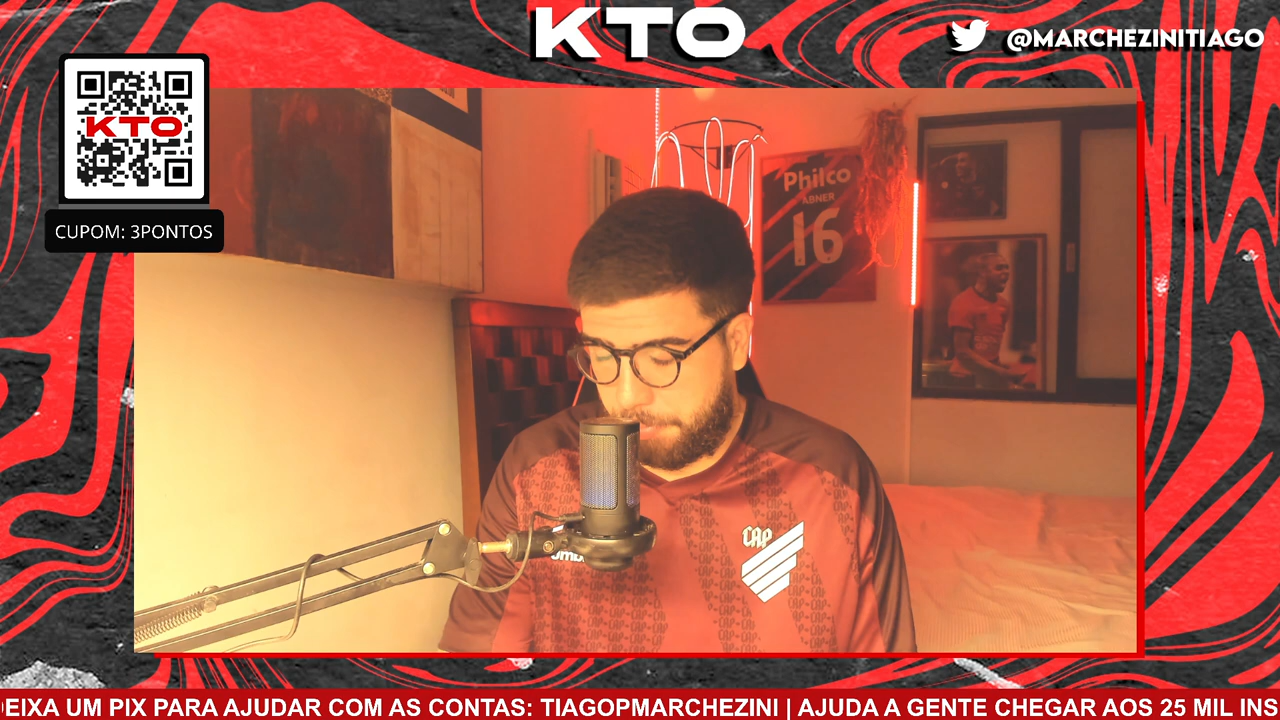 KTO
@MARCHEZINITIAGO
KTO
CUPOM: 3PONTOS
Philco
ABNER
16
CAP
EIXA UM PIX PARA AJUDAR COM AS CONTAS: TIAGOPMARCHEZINI | AJUDA A GENTE CHEGAR AOS 25 MIL INS